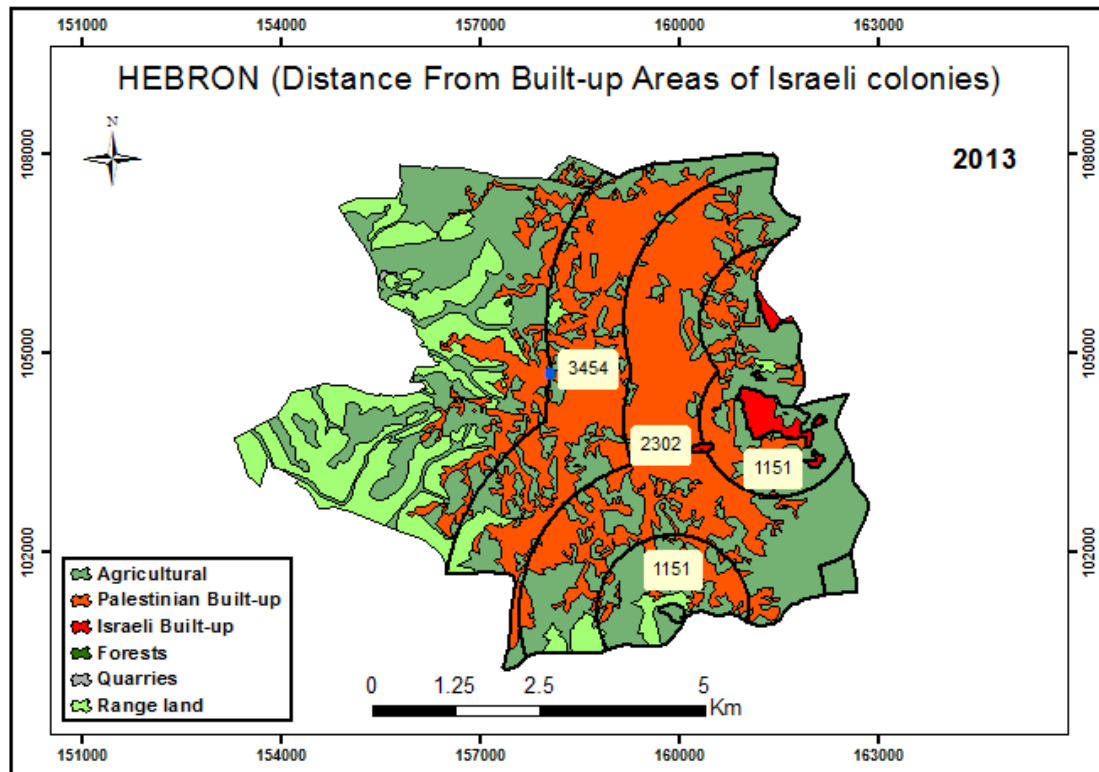 151000 154000 157000 160000 163000
HEBRON (Distance From Built-up Areas of Israeli colonies)
N
2013
108000 108000
105000 105000
3454
2302
1151
102000 102000
1151
Agricultural
Palestinian Built-up
Israeli Built-up
Forests
Quarries
Range land
0 1.25 2.5 5
Km
151000 154000 157000 160000 163000